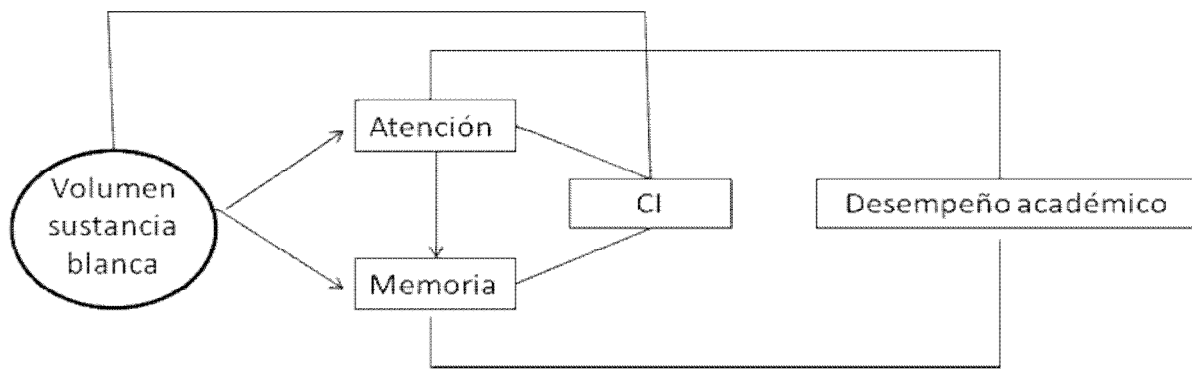 Atención
Volumen
sustancia
blanca
CI
Desempeño académico
Memoria